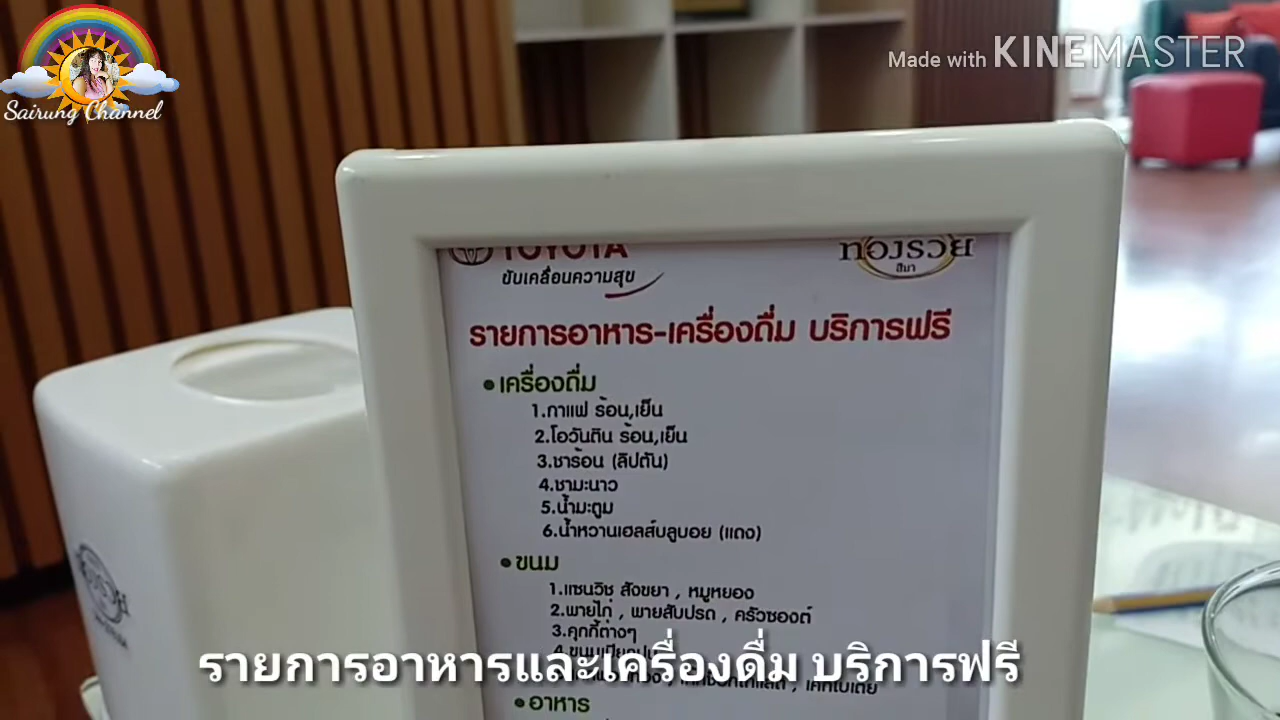 Sairung Channel
Made with KINEMASTER
TOYOTA
ขับเคลื่อนความสุข
ทองรวย
สีมา
รายการอาหาร-เครื่องดื่ม บริการฟรี
•เครื่องดื่ม
1.กาแฟ ร้อน,เย็น
2.โอวันติน ร้อน,เย็น
3.ชาร้อน (ลิปตัน)
4.ชามะนาว
5.น้ำมะตูม
6.น้ำหวานเฮลส์บลูบอย (แดง)
•ขนม
1.แซนวิช สังขยา , หมูหยอง
2.พายไก่ , พายสับปรด , ครัวซองต์
3.คุกกี้ต่างๆ
รายการอาหารและเครื่องดื่ม บริการฟรี
•อาหาร